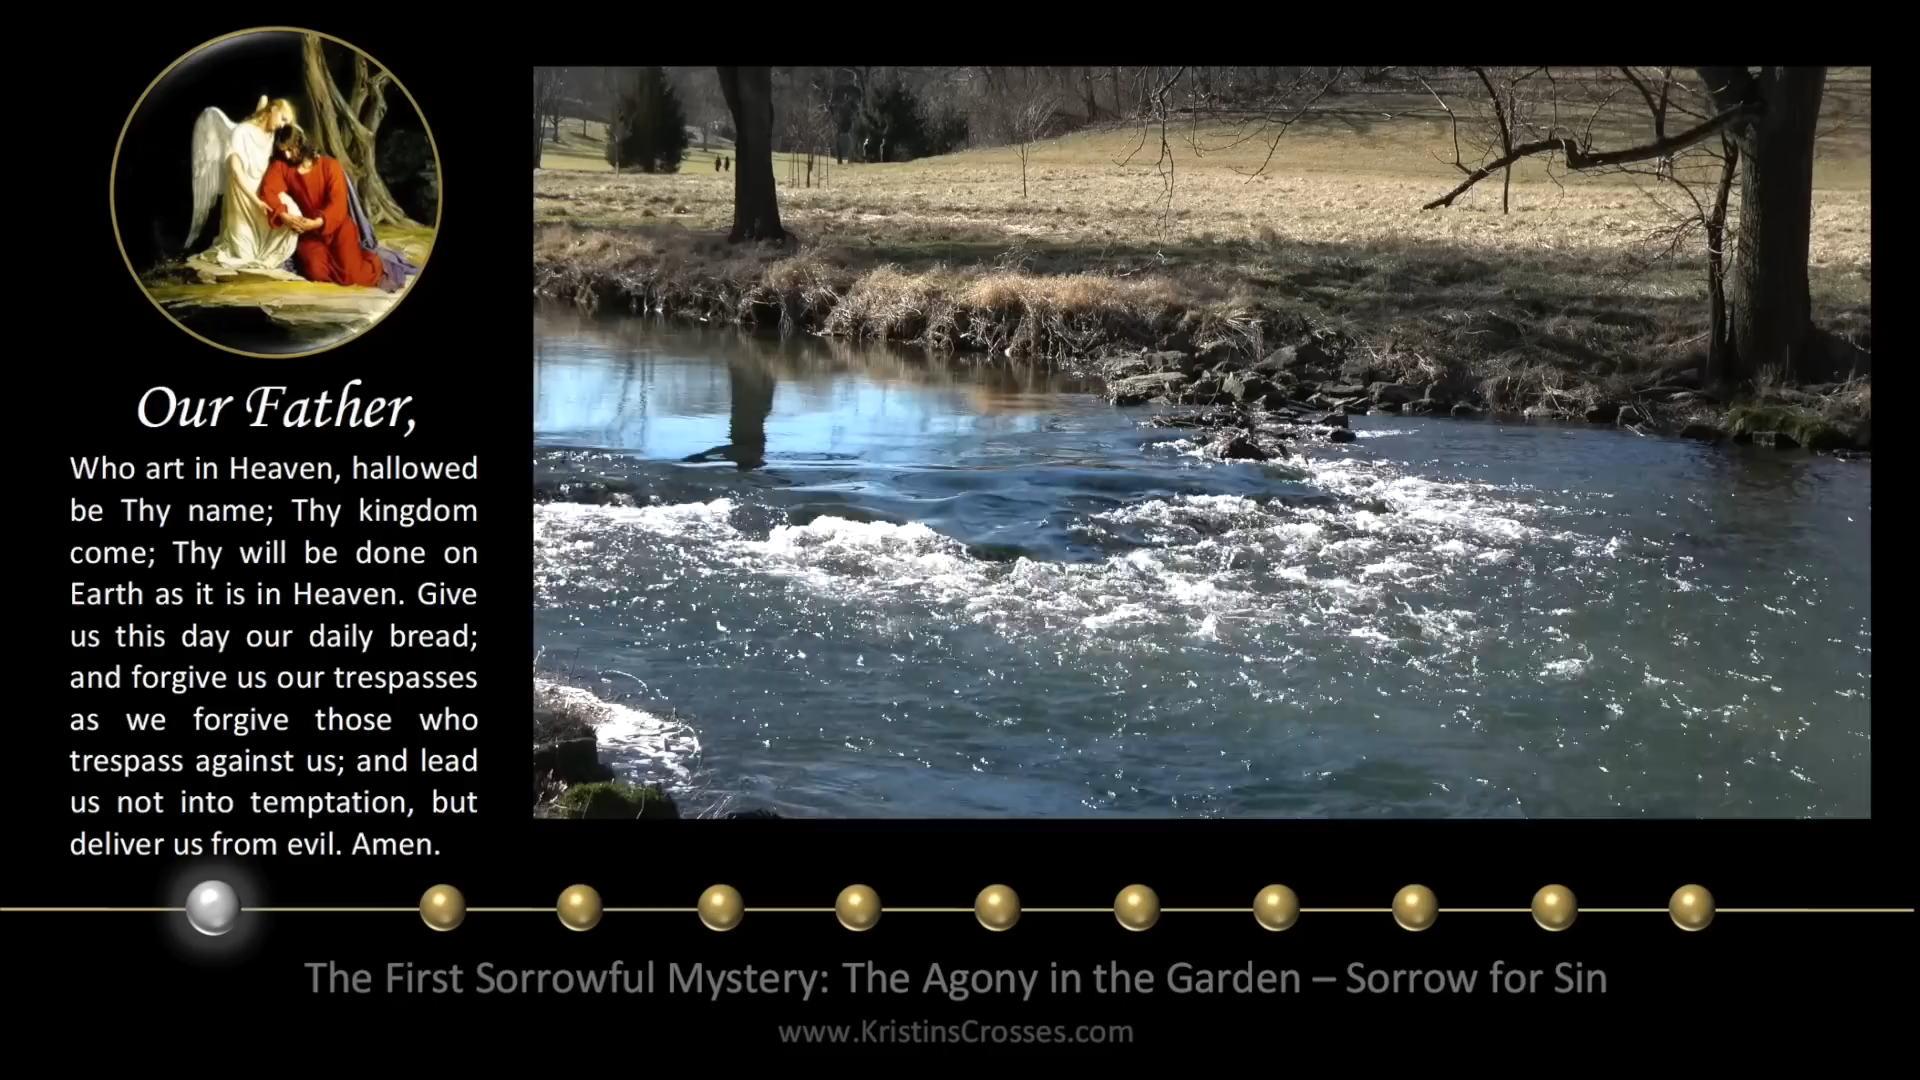 Our Father,
Who art in Heaven, hallowed
be Thy name; Thy kingdom
come; Thy will be done on
Earth as it is in Heaven. Give
us this day our daily bread;
and forgive us our trespasses
as we forgive those who
trespass against us; and lead
us not into temptation, but
deliver us from evil. Amen.
The First Sorrowful Mystery: The Agony in the Garden – Sorrow for Sin
www.KristinsCrosses.com